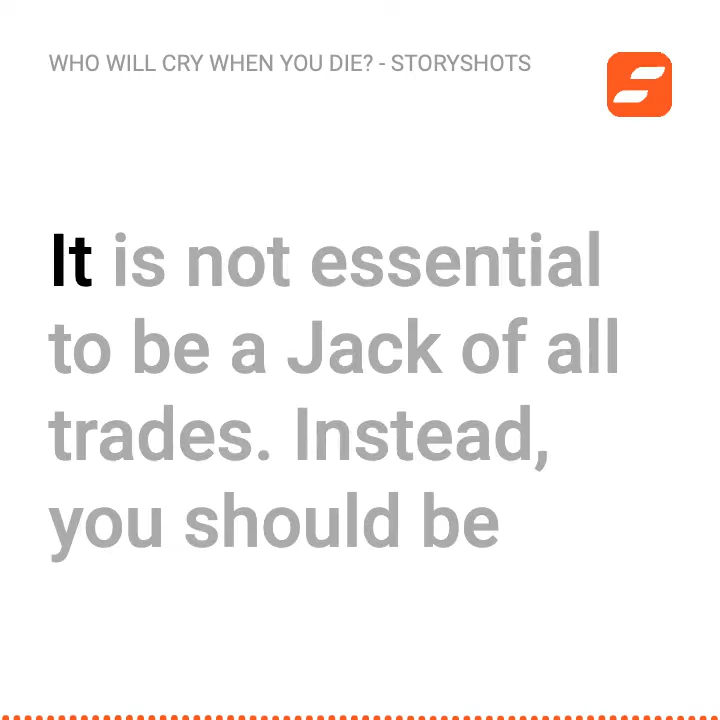 WHO WILL CRY WHEN YOU DIE? - STORYSHOTS
It is not essential
to be a Jack of all
trades. Instead,
you should be